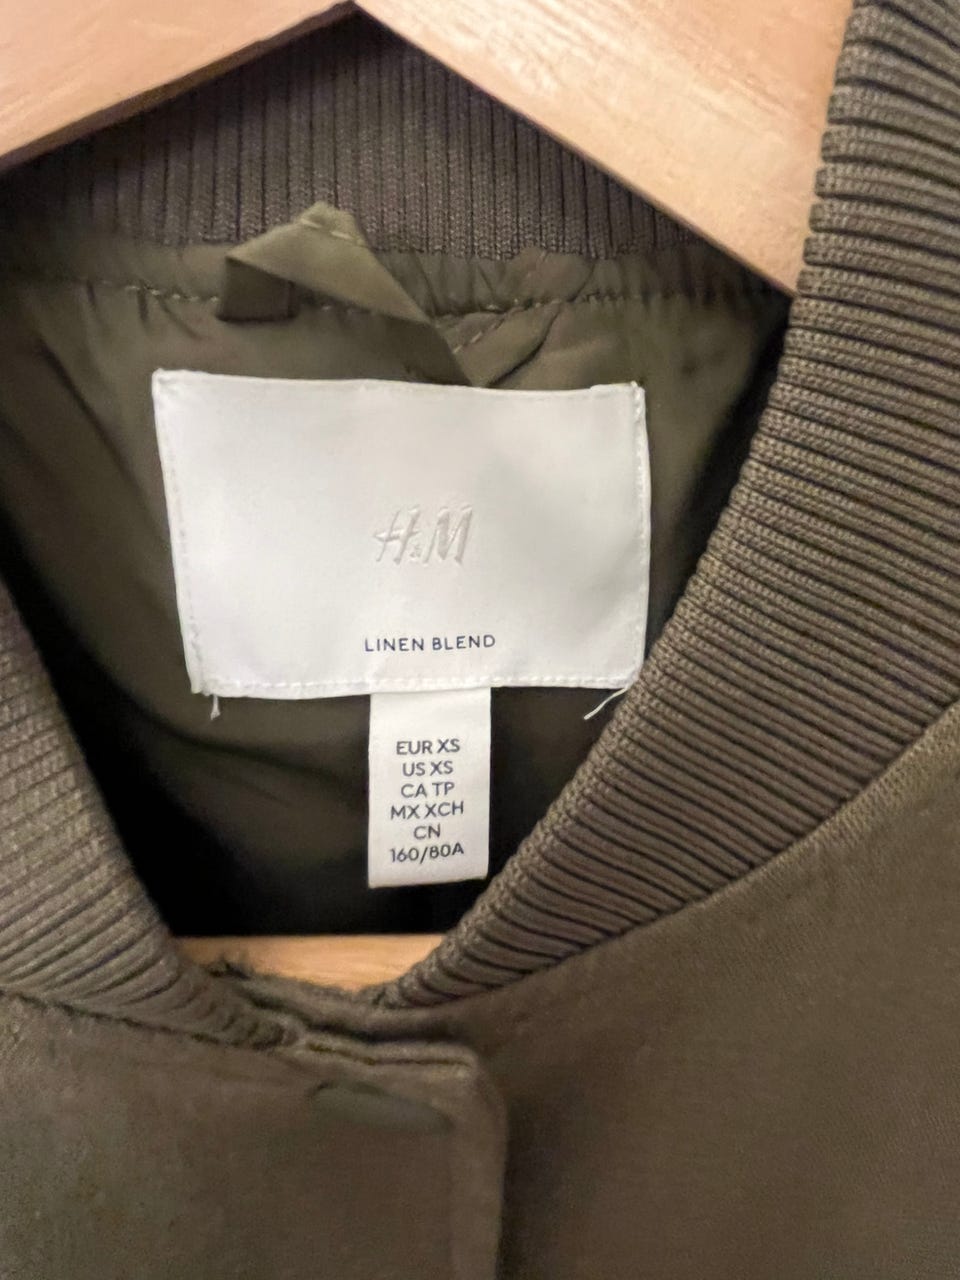 H&M
LINEN BLEND
EUR XS
US XS
CA TP
MX XCH
CN
160/80A